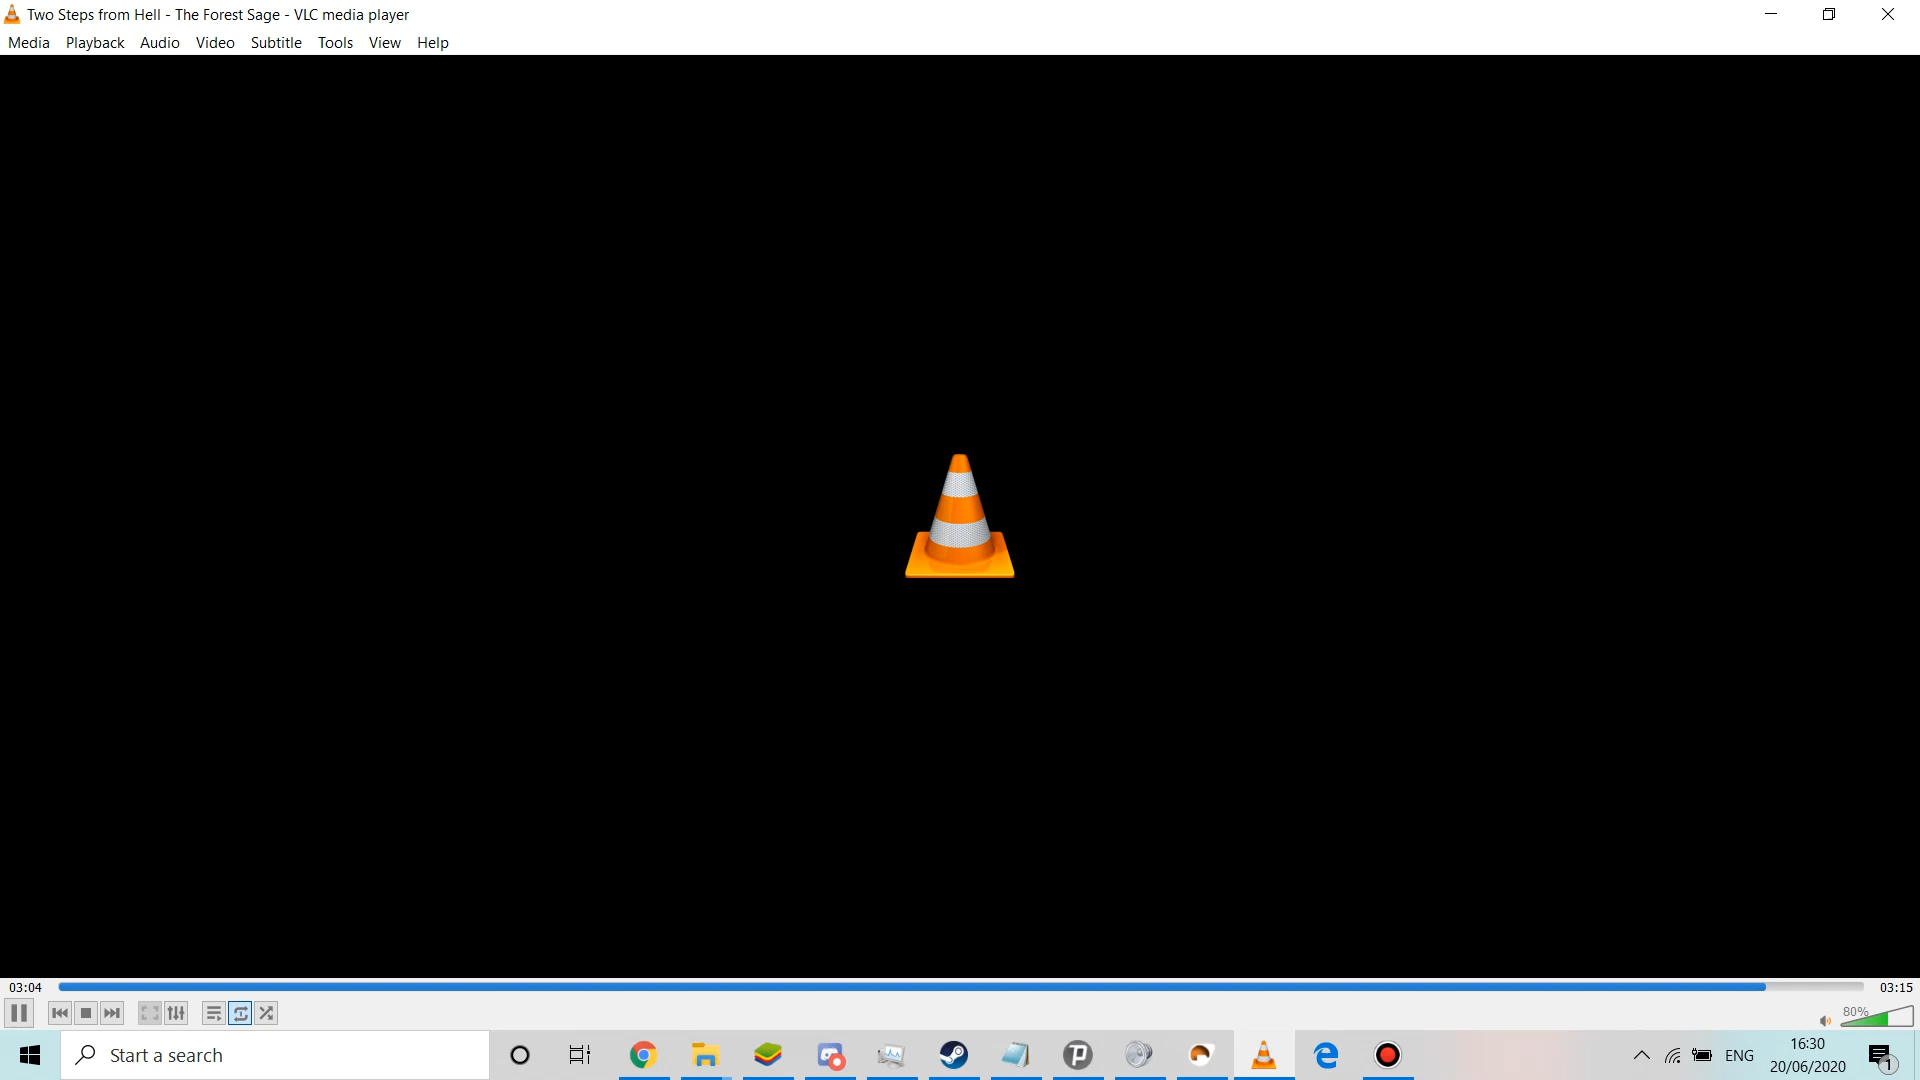 Two Steps from Hell - The Forest Sage - VLC media player
Media Playback Audio Video Subtitle Tools View Help
03:04 03:15
80%
Start a search
ENG
16:30
20/06/2020
1